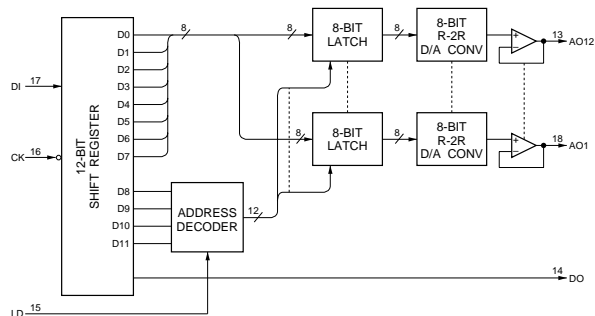 DI
17
CK
16
LD
15
12-BIT
SHIFT REGISTER
D0
D1
D2
D3
D4
D5
D6
D7
D8
D9
D10
D11
8
ADDRESS
DECODER
12
8
8-BIT
LATCH
8
8-BIT
R-2R
D/A CONV
+
−
13
AO12
8
8-BIT
LATCH
8
8-BIT
R-2R
D/A CONV
+
−
18
AO1
14
DO